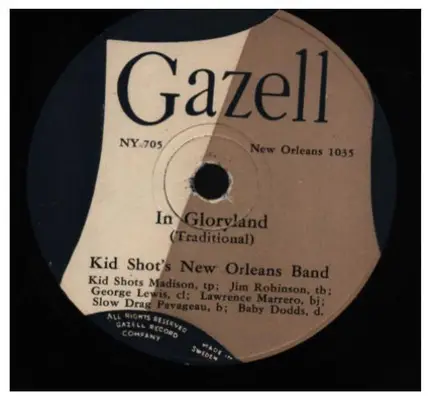 Gazell
NY. 705 New Orleans 1035
In Gloryland
(Traditional)
Kid Shot's New Orleans Band
Kid Shots Madison, tp; Jim Robinson, tb;
George Lewis, cl; Lawrence Marrero, bj;
Slow Drag Pavageau, b; Baby Dodds, d.
ALL RIGHTS RESERVED
GAZELL RECORD
COMPANY
MADE IN
SWEDEN